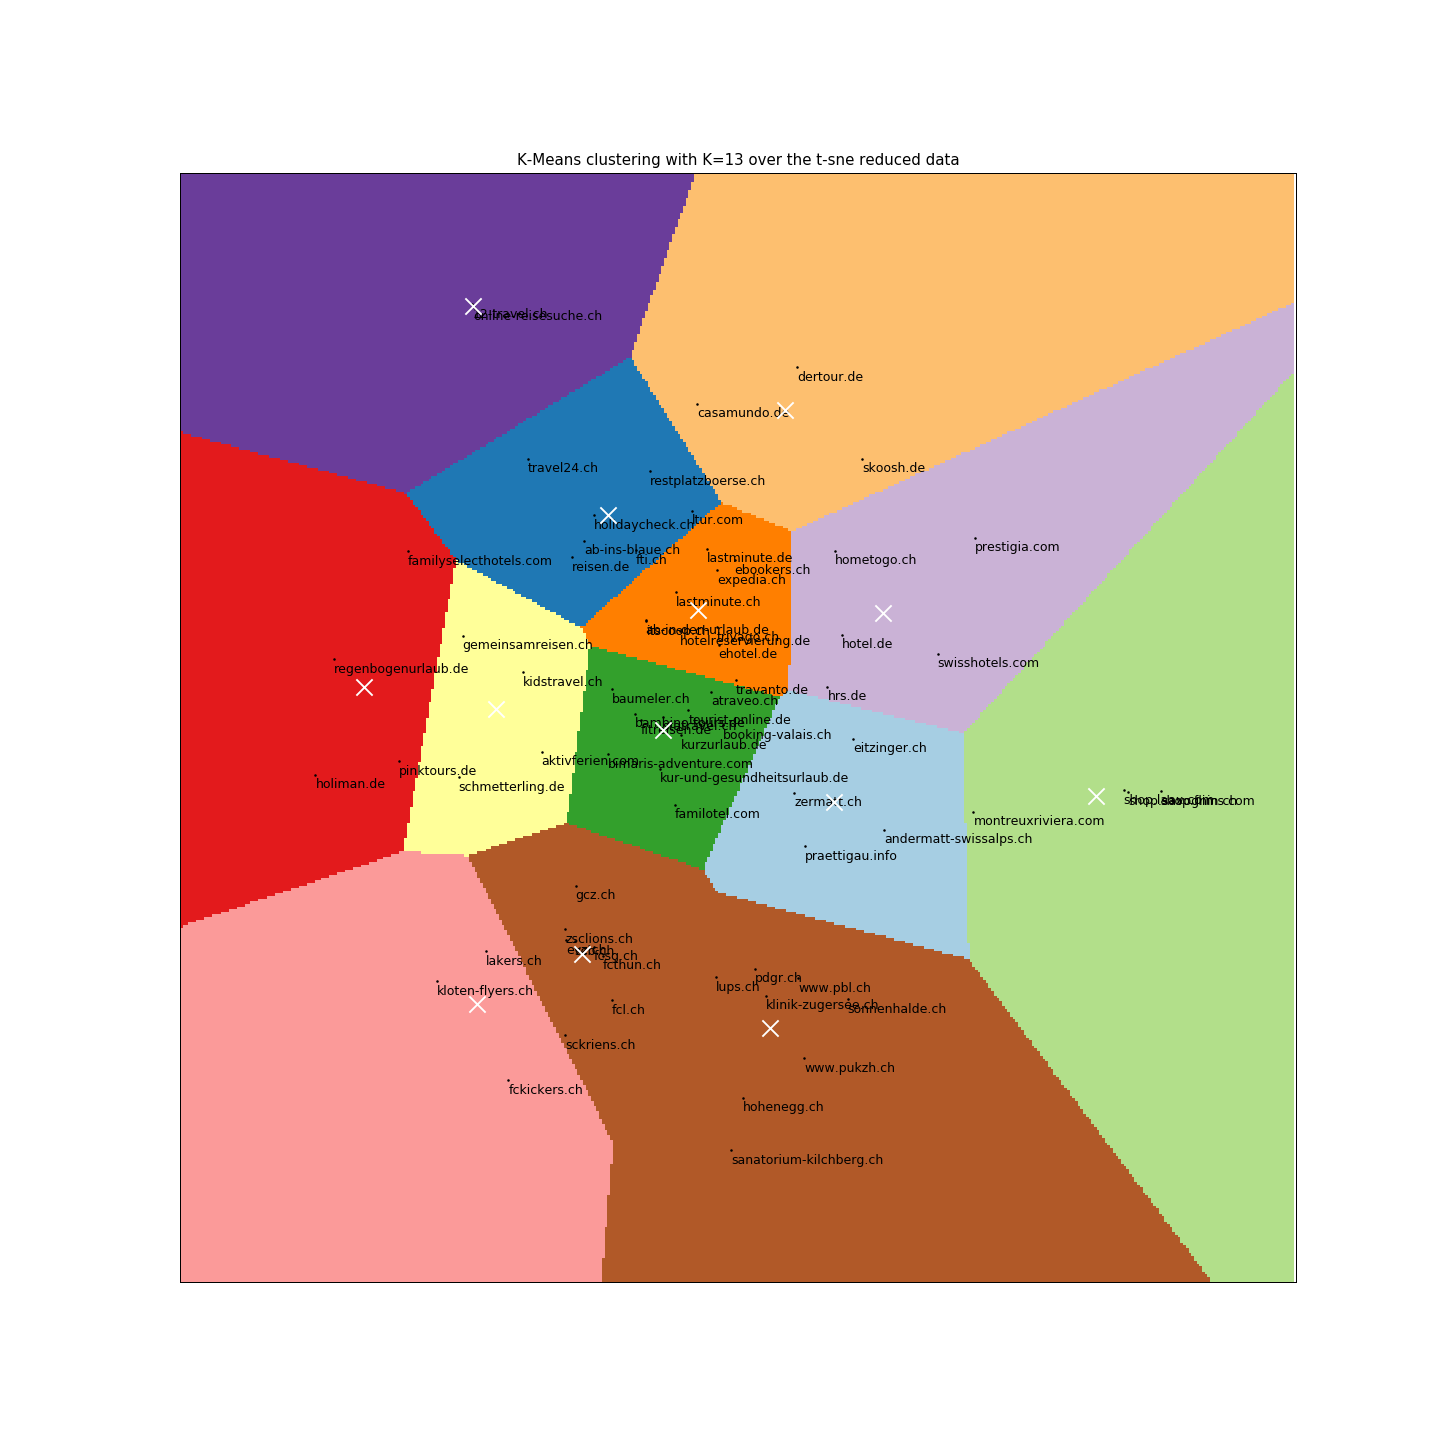 K-Means clustering with K=13 over the t-sne reduced data
online-reisesuche.ch
dertour.de
casamundo.de
travel24.ch
skoosh.de
restplatzboerse.ch
ltur.com
holidaycheck.ch
prestigia.com
ab-ins-blaue.ch
lastminute.de
hometogo.ch
familyselecthotels.com
fti.ch
reisen.de
ebookers.ch
expedia.ch
lastminute.ch
hotelreservierung.de
gemeinsamreisen.ch
hotel.de
ehotel.de
swisshotels.com
regenbogenurlaub.de
kidstravel.ch
travanto.de
hrs.de
baumeler.ch
atraveo.ch
tourist-online.de
booking-valais.ch
kurzurlaub.de
eitzinger.ch
aktivferien.com
bimaris-adventure.com
pinktours.de
kur-und-gesundheitsurlaub.de
holiman.de
schmetterling.de
zermatt.ch
familotel.com
montreuxriviera.com
andermatt-swissalps.ch
praettigau.info
gcz.ch
zsclions.ch
lakers.ch
fcthun.ch
pdgr.ch
lups.ch
www.pbl.ch
kloten-flyers.ch
klinik-zugersee.ch
sonnenhalde.ch
fcl.ch
sckriens.ch
www.pukzh.ch
fckickers.ch
hohenegg.ch
sanatorium-kilchberg.ch